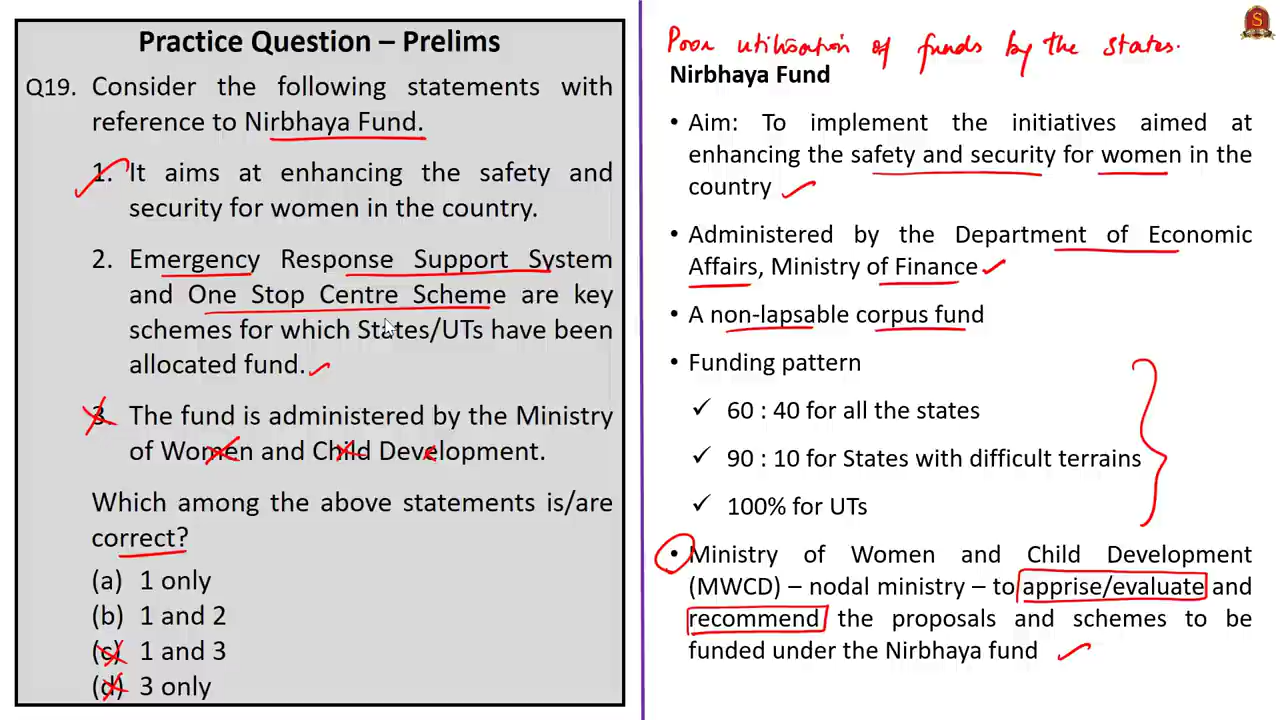 Practice Question – Prelims
Q19. Consider the following statements with
reference to Nirbhaya Fund.
1. It aims at enhancing the safety and
security for women in the country.
2. Emergency Response Support System
and One Stop Centre Scheme are key
schemes for which States/UTs have been
allocated fund.
3. The fund is administered by the Ministry
of Women and Child Development.
Which among the above statements is/are
correct?
(a) 1 only
(b) 1 and 2
(c) 1 and 3
(d) 3 only
Poor utilisation of funds by the states.
Nirbhaya Fund
• Aim: To implement the initiatives aimed at
enhancing the safety and security for women in the
country
• Administered by the Department of Economic
Affairs, Ministry of Finance
• A non-lapsable corpus fund
• Funding pattern
✓ 60 : 40 for all the states
✓ 90 : 10 for States with difficult terrains
✓ 100% for UTs
• Ministry of Women and Child Development
(MWCD) – nodal ministry – to apprise/evaluate and
recommend the proposals and schemes to be
funded under the Nirbhaya fund